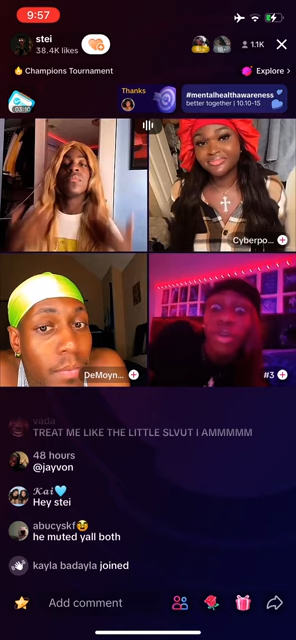 9:57
stei
38.4K likes
1.1K
Champions Tournament
Explore >
03:10
Thanks
#mentalhealthawareness
better together | 10.10-15
Cyberpo...
DeMoyn...
#3
vada
TREAT ME LIKE THE LITTLE SLVUT I AMMMMM
48 hours
@jayvon
𝓚𝓪𝓲🩵
Hey stei
abucyskf😆
he muted yall both
kayla badayla joined
Add comment